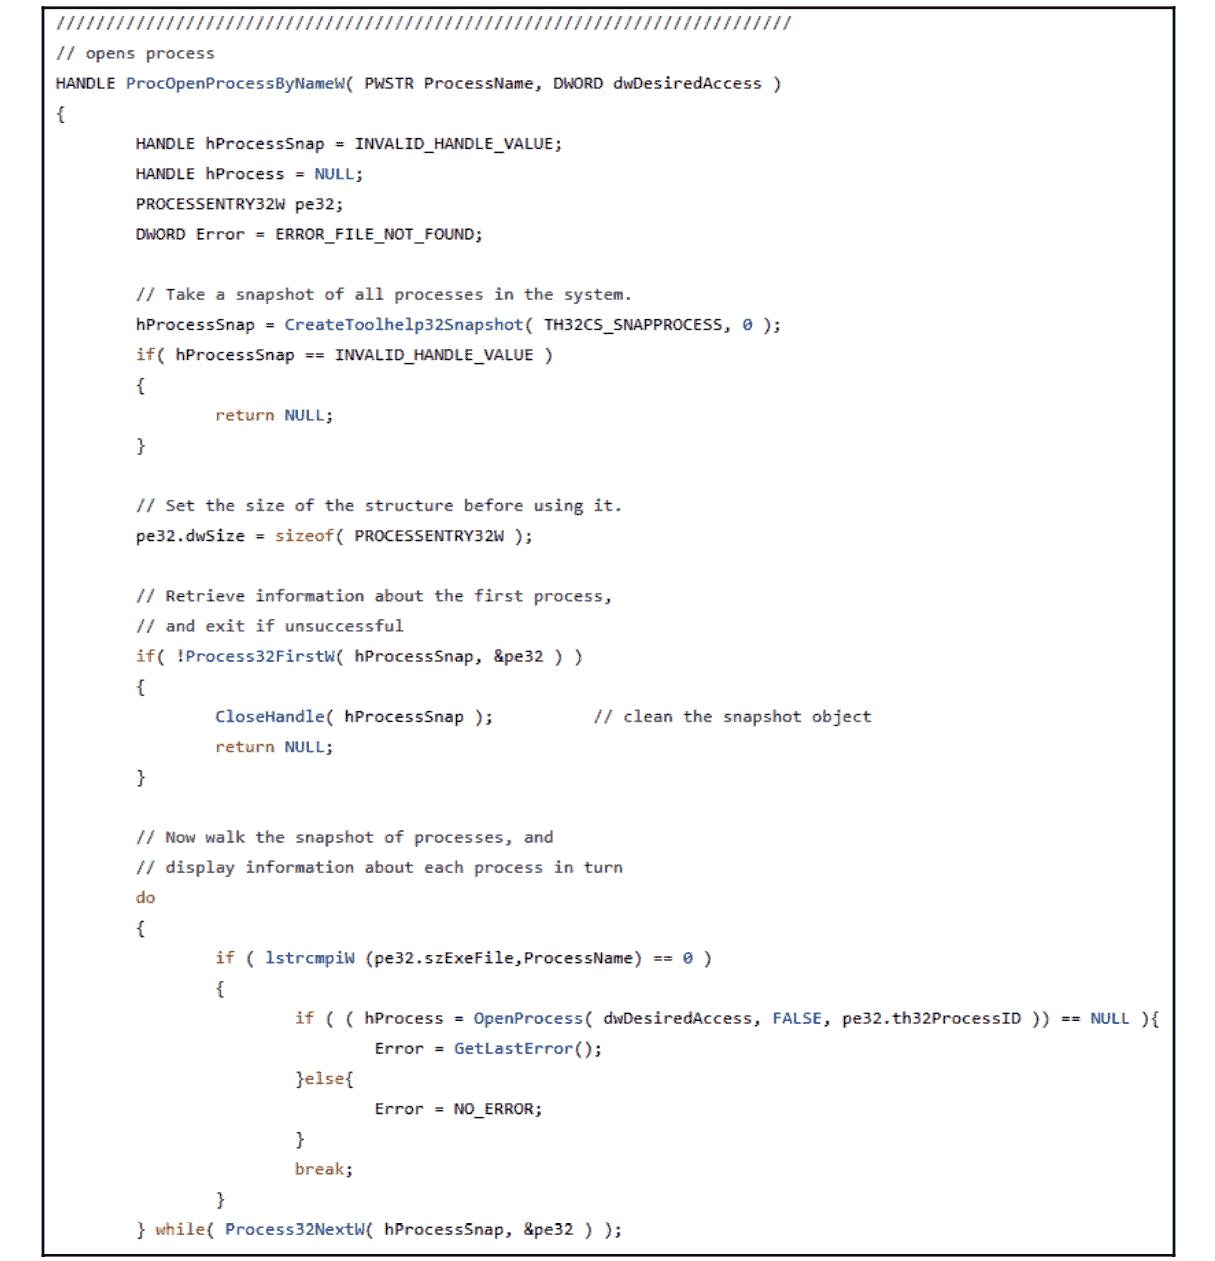 //////////////////////////////////////////////////////////////////////////
// opens process
HANDLE ProcOpenProcessByNameW( PWSTR ProcessName, DWORD dwDesiredAccess )
{
HANDLE hProcessSnap = INVALID_HANDLE_VALUE;
HANDLE hProcess = NULL;
PROCESSENTRY32W pe32;
DWORD Error = ERROR_FILE_NOT_FOUND;
// Take a snapshot of all processes in the system.
hProcessSnap = CreateToolhelp32Snapshot( TH32CS_SNAPPROCESS, 0 );
if( hProcessSnap == INVALID_HANDLE_VALUE )
{
return NULL;
}
// Set the size of the structure before using it.
pe32.dwSize = sizeof( PROCESSENTRY32W );
// Retrieve information about the first process,
// and exit if unsuccessful
if( !Process32FirstW( hProcessSnap, &pe32 ) )
{
CloseHandle( hProcessSnap );          // clean the snapshot object
return NULL;
}
// Now walk the snapshot of processes, and
// display information about each process in turn
do
{
if ( lstrcmpiW (pe32.szExeFile,ProcessName) == 0 )
{
if ( ( hProcess = OpenProcess( dwDesiredAccess, FALSE, pe32.th32ProcessID )) == NULL ){
Error = GetLastError();
}else{
Error = NO_ERROR;
}
break;
}
} while( Process32NextW( hProcessSnap, &pe32 ) );